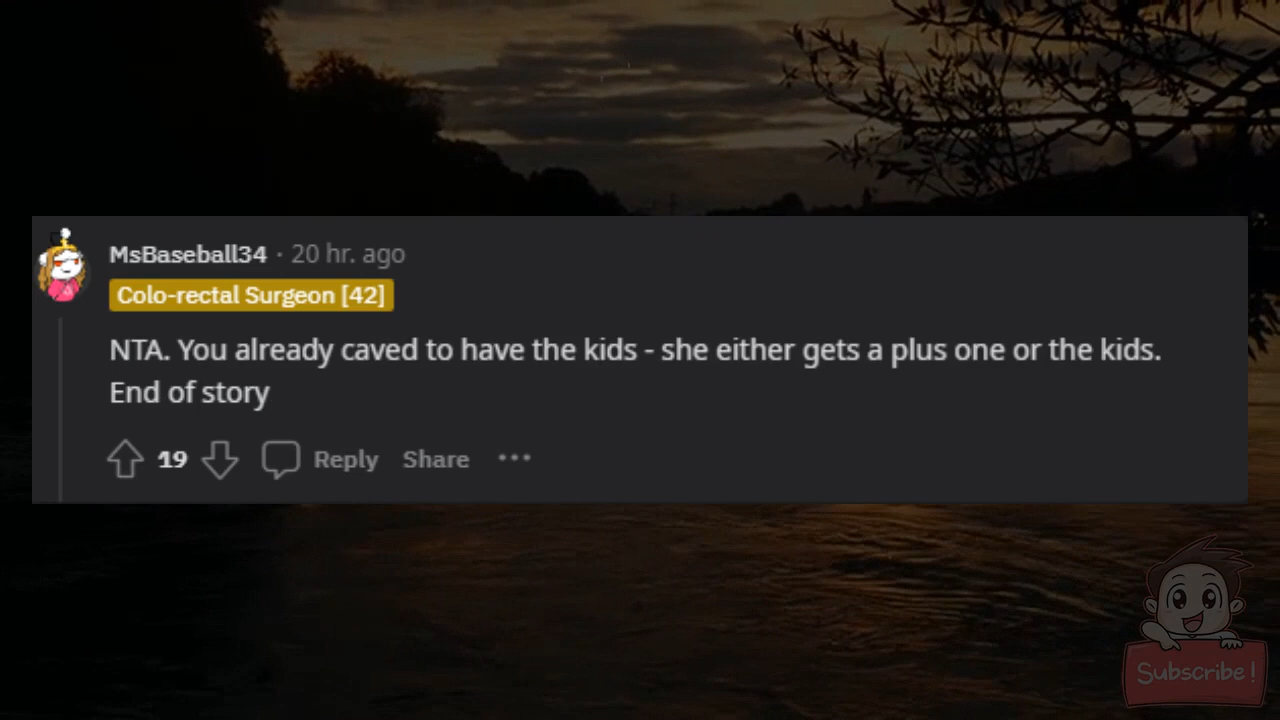 MsBaseball34 · 20 hr. ago
Colo-rectal Surgeon [42]
NTA. You already caved to have the kids - she either gets a plus one or the kids.
End of story
19 Reply Share ···
Subscribe!